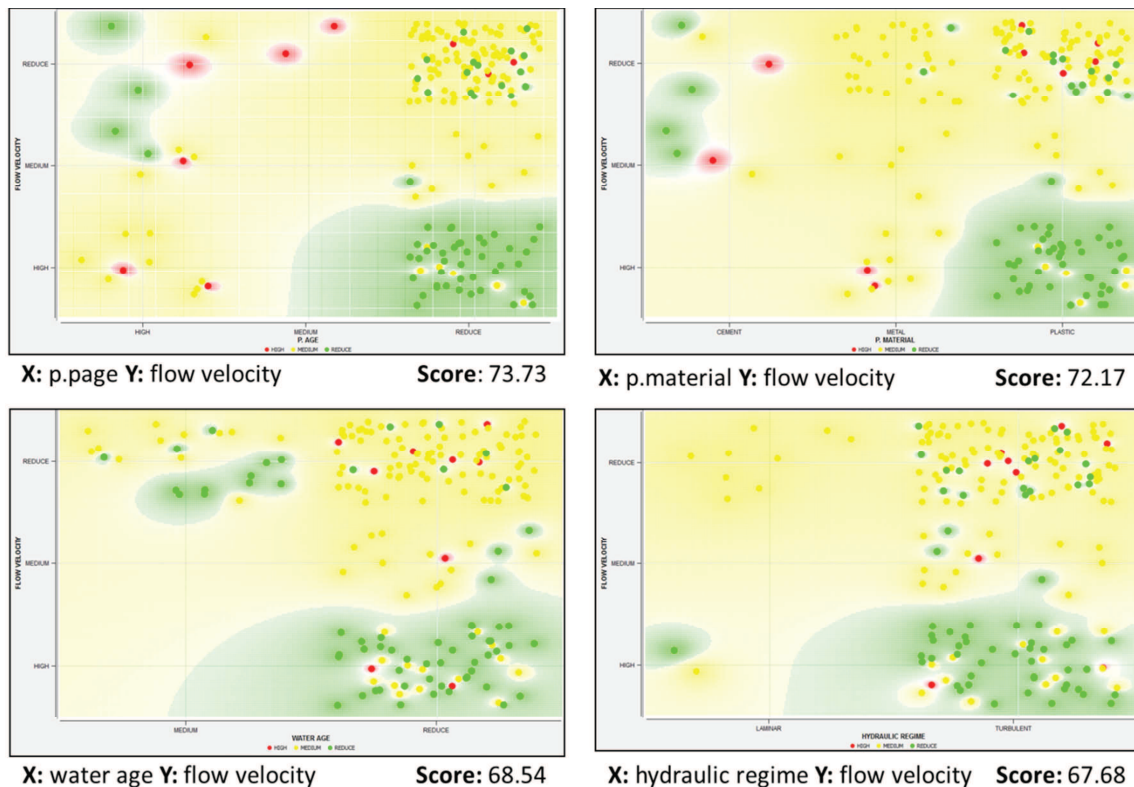 FLOW VELOCITY
REDUCE
MEDIUM
HIGH
HIGH MEDIUM REDUCE
P. AGE
HIGH MEDIUM REDUCE
X: p.page Y: flow velocity Score: 73.73
FLOW VELOCITY
REDUCE
MEDIUM
HIGH
CEMENT METAL PLASTIC
P. MATERIAL
HIGH MEDIUM REDUCE
X: p.material Y: flow velocity Score: 72.17
FLOW VELOCITY
REDUCE
MEDIUM
HIGH
MEDIUM REDUCE
WATER AGE
HIGH MEDIUM REDUCE
X: water age Y: flow velocity Score: 68.54
FLOW VELOCITY
REDUCE
MEDIUM
HIGH
LAMINAR TURBULENT
HYDRAULIC REGIME
HIGH MEDIUM REDUCE
X: hydraulic regime Y: flow velocity Score: 67.68